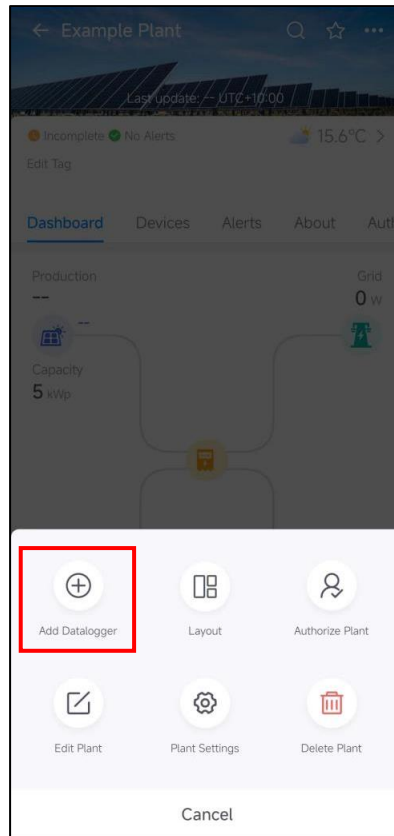 Example Plant
Last update: -- UTC+10:00
Incomplete No Alerts 15.6°C
Edit Tag
Dashboard Devices Alerts About Auth
Production Grid
-- 0 W
--
Capacity
5 kWp
Add Datalogger Layout Authorize Plant
Edit Plant Plant Settings Delete Plant
Cancel